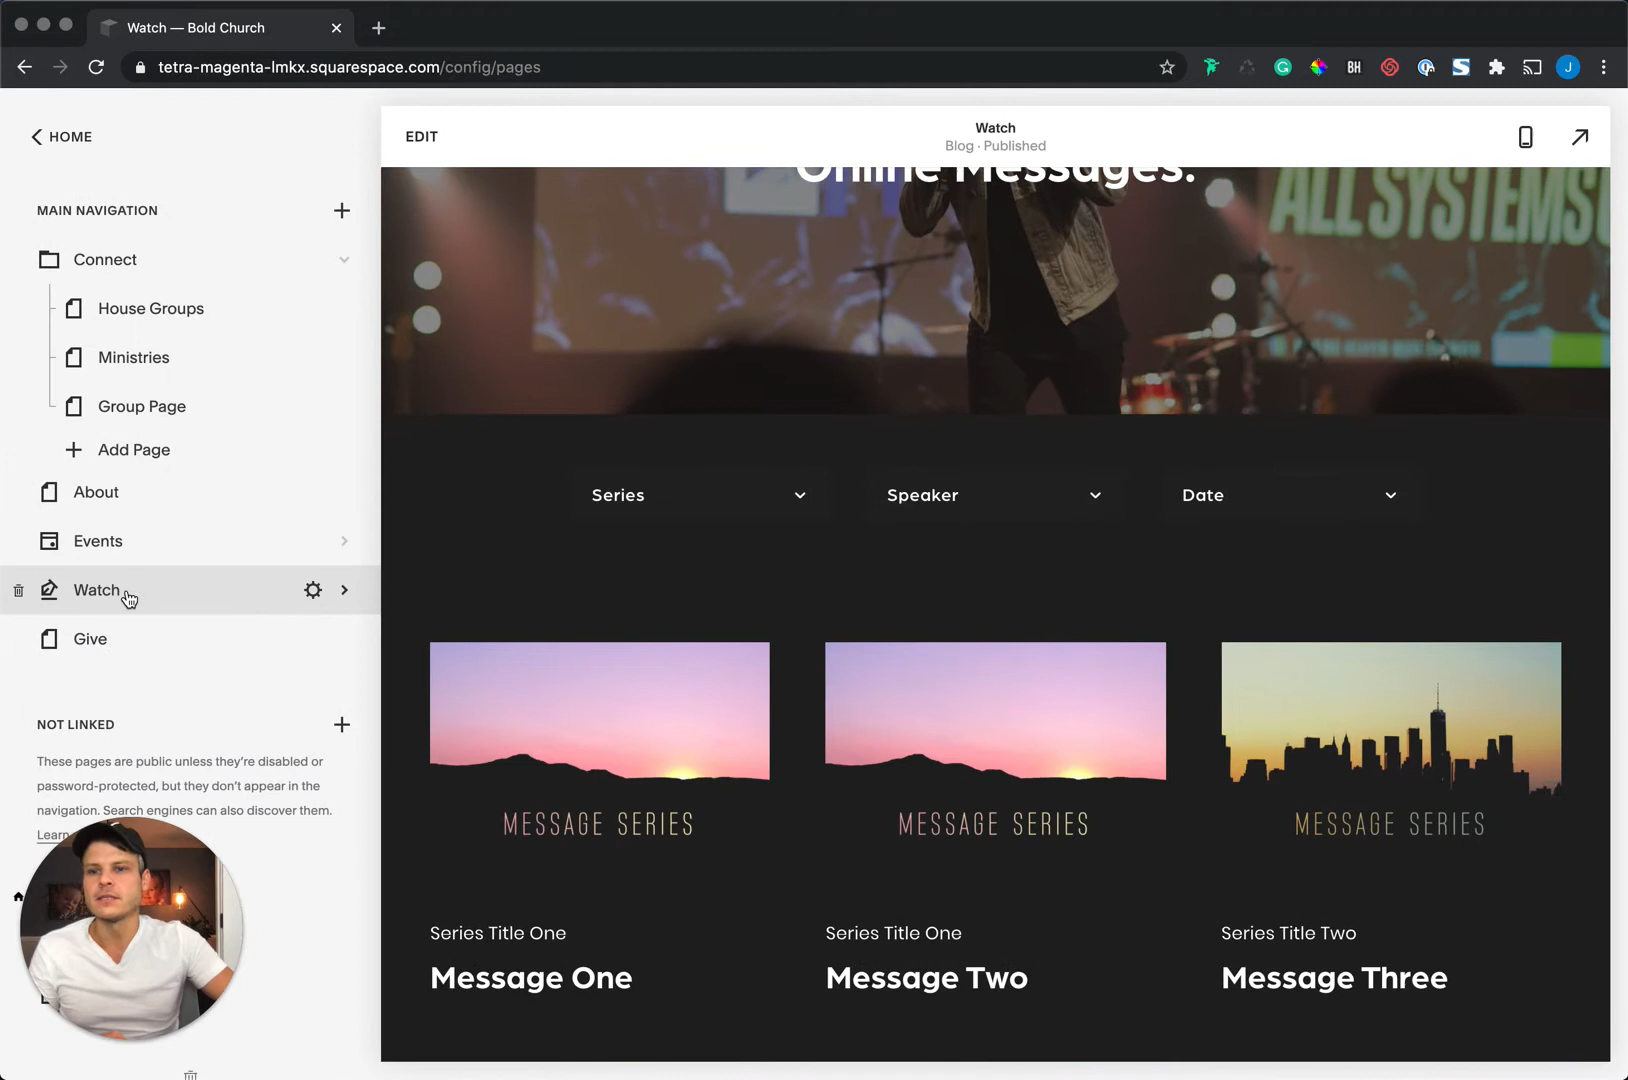 Watch — Bold Church
tetra-magenta-lmkx.squarespace.com/config/pages
BH
S
J
HOME
EDIT
Watch
Blog · Published
MAIN NAVIGATION
Connect
House Groups
Ministries
Group Page
Add Page
About
Events
Watch
Give
NOT LINKED
These pages are public unless they're disabled or
password-protected, but they don't appear in the
navigation. Search engines can also discover them.
Learn
Online Messages.
ALL SYSTEMS
Series
Speaker
Date
MESSAGE SERIES
MESSAGE SERIES
MESSAGE SERIES
Series Title One
Series Title One
Series Title Two
Message One
Message Two
Message Three